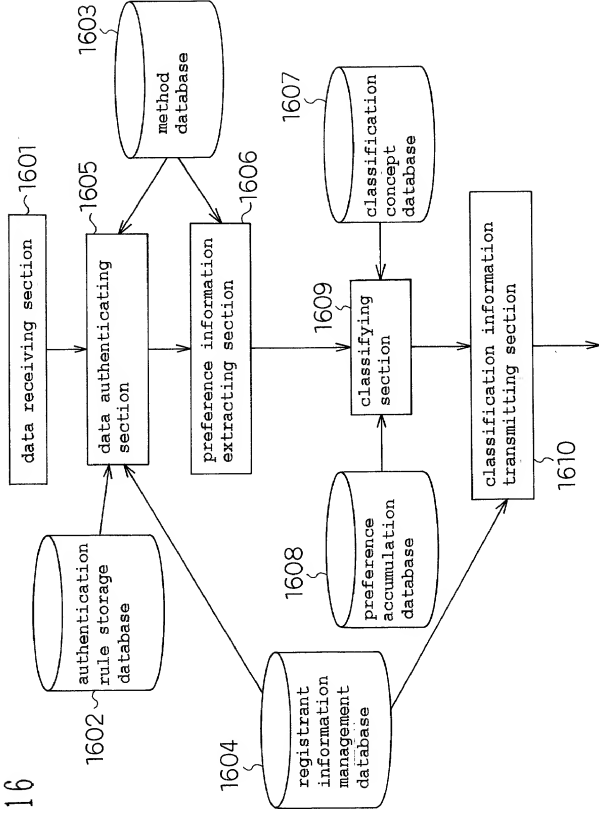 16
1601
data receiving section
1602
authentication
rule storage
database
1603
method
database
1605
data authenticating
section
1606
preference information
extracting section
1604
registrant
information
management
database
1608
preference
accumulation
database
1609
classifying
section
1607
classification
concept
database
classification information
transmitting section
1610